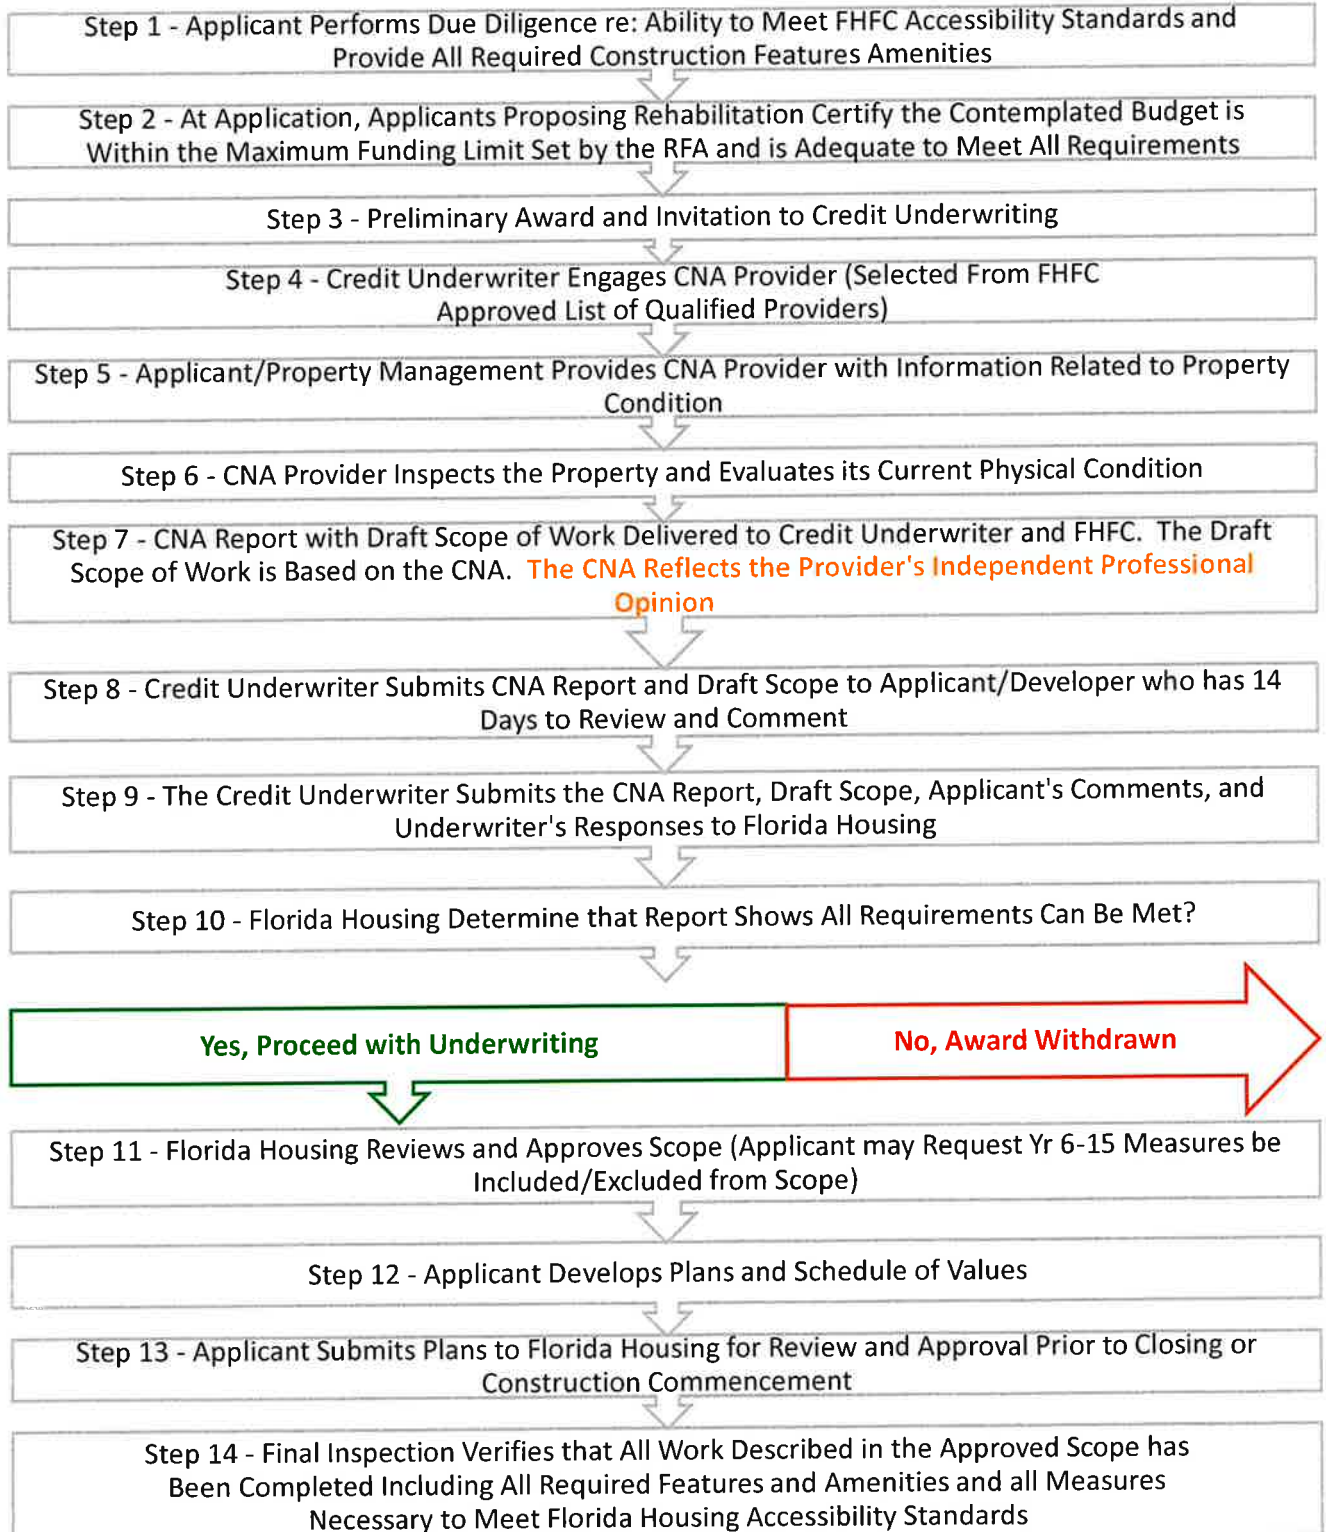 Step 1 - Applicant Performs Due Diligence re: Ability to Meet FHFC Accessibility Standards and
Provide All Required Construction Features Amenities
Step 2 - At Application, Applicants Proposing Rehabilitation Certify the Contemplated Budget is
Within the Maximum Funding Limit Set by the RFA and is Adequate to Meet All Requirements
Step 3 - Preliminary Award and Invitation to Credit Underwriting
Step 4 - Credit Underwriter Engages CNA Provider (Selected From FHFC
Approved List of Qualified Providers)
Step 5 - Applicant/Property Management Provides CNA Provider with Information Related to Property
Condition
Step 6 - CNA Provider Inspects the Property and Evaluates its Current Physical Condition
Step 7 - CNA Report with Draft Scope of Work Delivered to Credit Underwriter and FHFC.  The Draft
Scope of Work is Based on the CNA.  The CNA Reflects the Provider's Independent Professional
Opinion
Step 8 - Credit Underwriter Submits CNA Report and Draft Scope to Applicant/Developer who has 14
Days to Review and Comment
Step 9 - The Credit Underwriter Submits the CNA Report, Draft Scope, Applicant's Comments, and
Underwriter's Responses to Florida Housing
Step 10 - Florida Housing Determine that Report Shows All Requirements Can Be Met?
Yes, Proceed with Underwriting
No, Award Withdrawn
Step 11 - Florida Housing Reviews and Approves Scope (Applicant may Request Yr 6-15 Measures be
Included/Excluded from Scope)
Step 12 - Applicant Develops Plans and Schedule of Values
Step 13 - Applicant Submits Plans to Florida Housing for Review and Approval Prior to Closing or
Construction Commencement
Step 14 - Final Inspection Verifies that All Work Described in the Approved Scope has
Been Completed Including All Required Features and Amenities and all Measures
Necessary to Meet Florida Housing Accessibility Standards